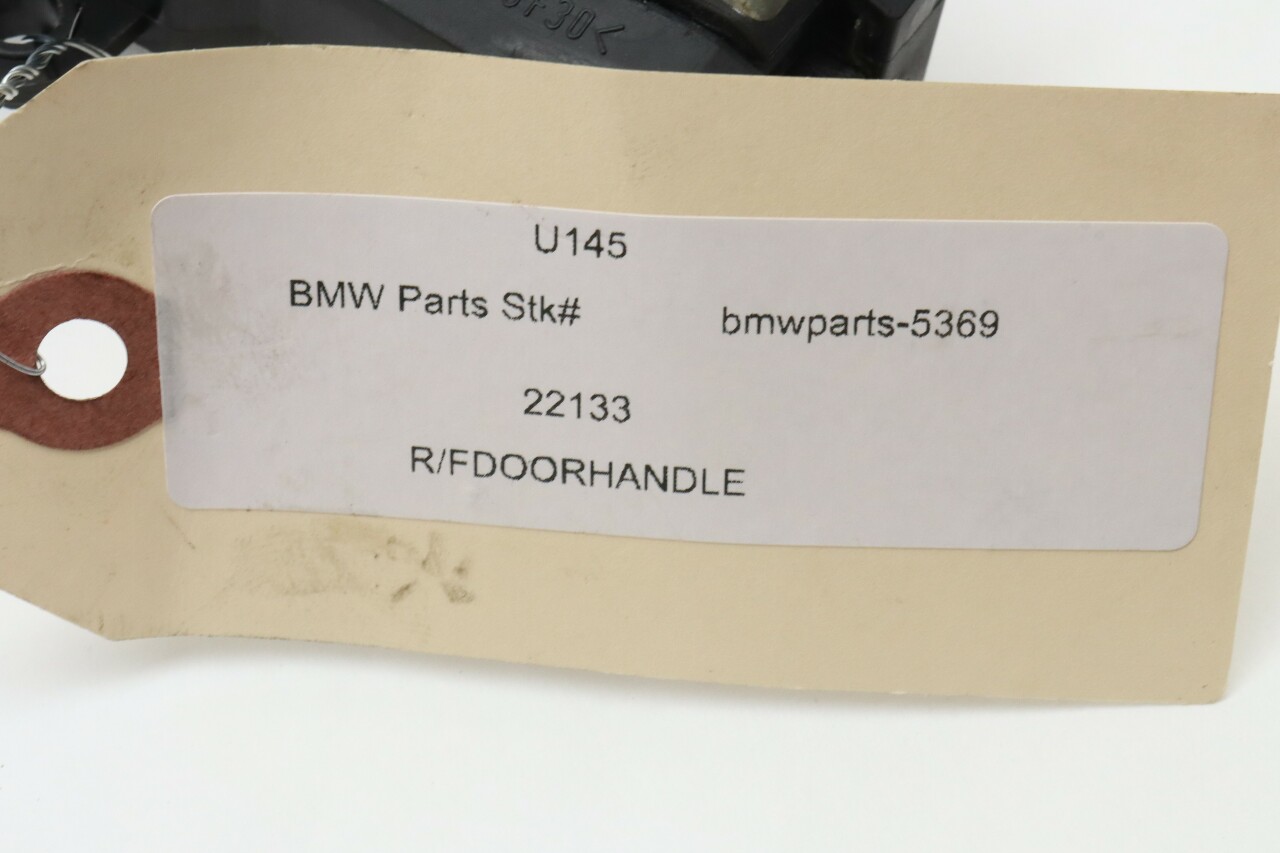 U145
BMW Parts Stk# bmwparts-5369
22133
R/FDOORHANDLE